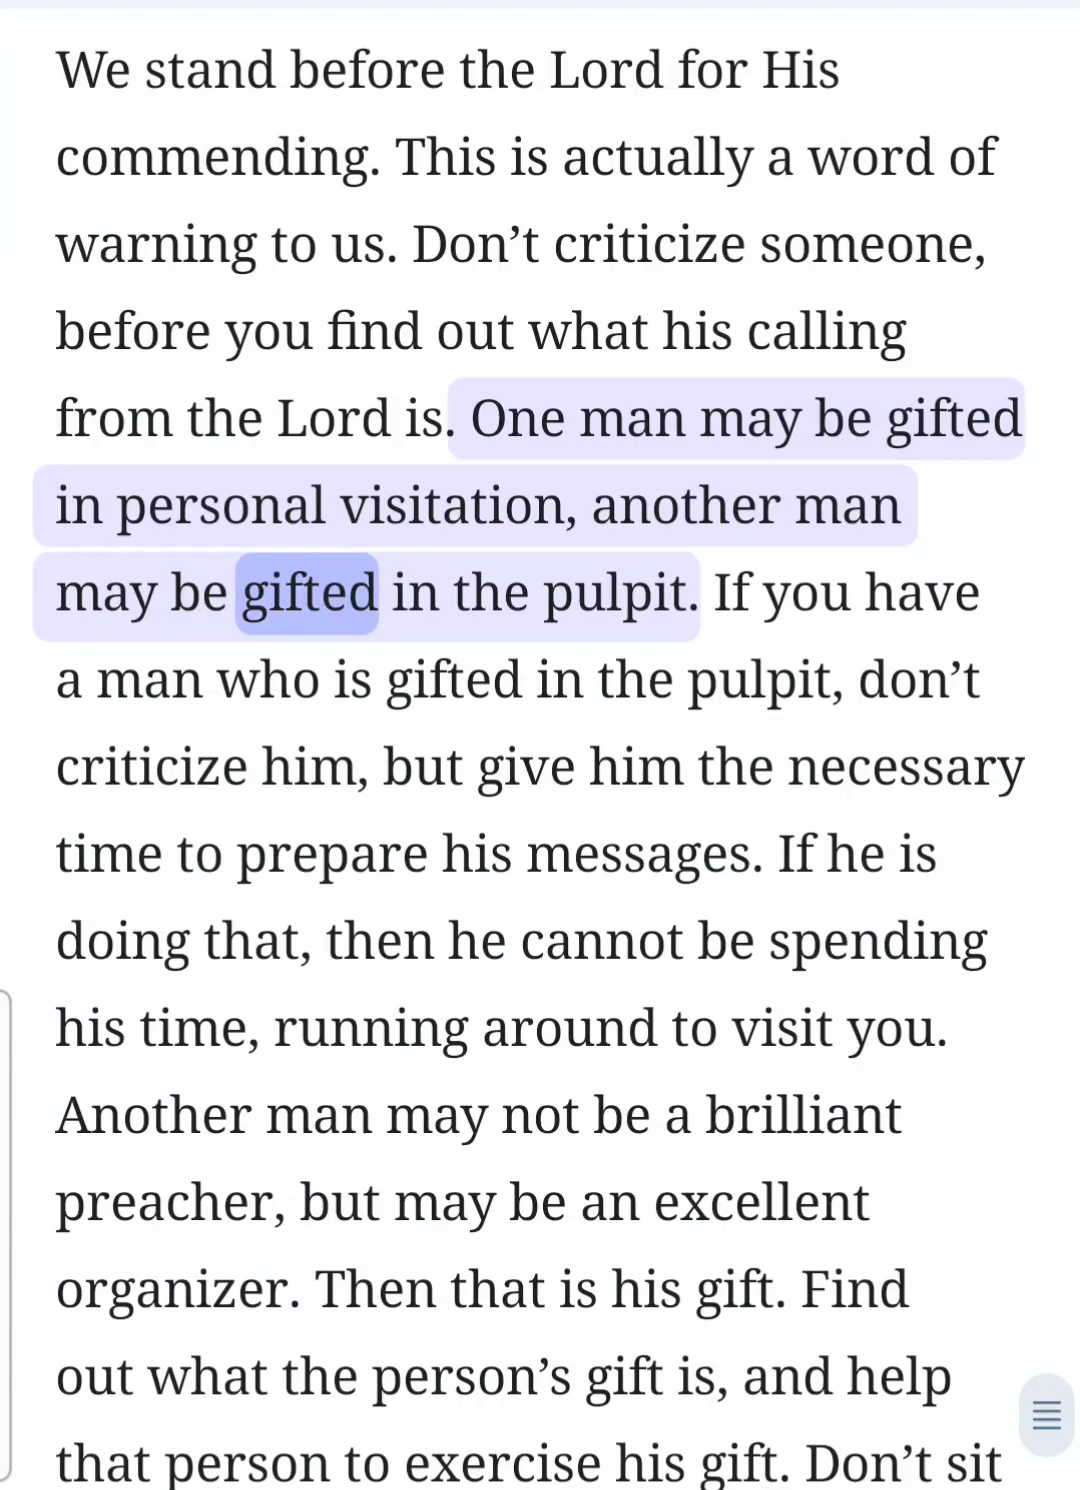 We stand before the Lord for His
commending. This is actually a word of
warning to us. Don’t criticize someone,
before you find out what his calling
from the Lord is. One man may be gifted
in personal visitation, another man
may be gifted in the pulpit. If you have
a man who is gifted in the pulpit, don’t
criticize him, but give him the necessary
time to prepare his messages. If he is
doing that, then he cannot be spending
his time, running around to visit you.
Another man may not be a brilliant
preacher, but may be an excellent
organizer. Then that is his gift. Find
out what the person’s gift is, and help
that person to exercise his gift. Don’t sit